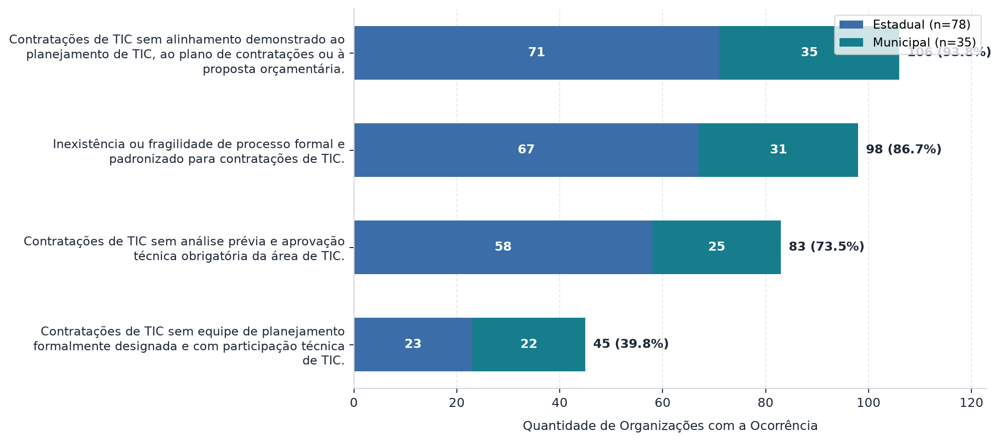 Estadual (n=78)
Municipal (n=35)
Contratações de TIC sem alinhamento demonstrado ao
planejamento de TIC, ao plano de contratações ou à
proposta orçamentária.
71
35
106 (93.8%)
Inexistência ou fragilidade de processo formal e
padronizado para contratações de TIC.
67
31
98 (86.7%)
Contratações de TIC sem análise prévia e aprovação
técnica obrigatória da área de TIC.
58
25
83 (73.5%)
Contratações de TIC sem equipe de planejamento
formalmente designada e com participação técnica
de TIC.
23
22
45 (39.8%)
0 20 40 60 80 100 120
Quantidade de Organizações com a Ocorrência